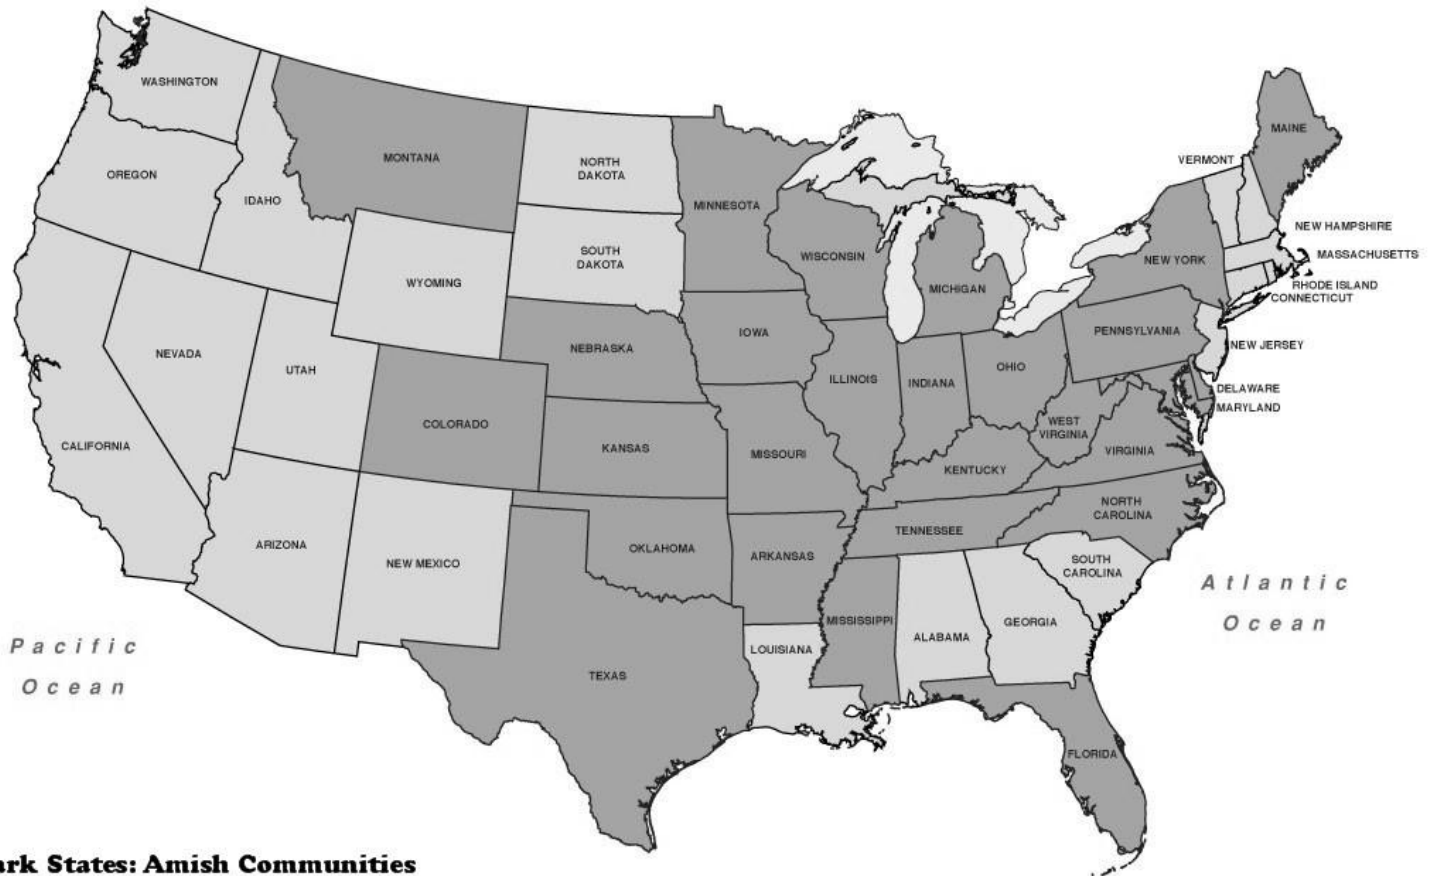 WASHINGTON
OREGON
IDAHO
MONTANA
NORTH
DAKOTA
MINNESOTA
SOUTH
DAKOTA
WYOMING
WISCONSIN
MICHIGAN
NEW YORK
VERMONT
MAINE
NEW HAMPSHIRE
MASSACHUSETTS
RHODE ISLAND
CONNECTICUT
NEVADA
UTAH
NEBRASKA
IOWA
ILLINOIS
INDIANA
OHIO
PENNSYLVANIA
NEW JERSEY
DELAWARE
MARYLAND
CALIFORNIA
COLORADO
KANSAS
MISSOURI
KENTUCKY
WEST
VIRGINIA
VIRGINIA
ARIZONA
NEW MEXICO
OKLAHOMA
ARKANSAS
TENNESSEE
NORTH
CAROLINA
SOUTH
CAROLINA
TEXAS
LOUISIANA
MISSISSIPPI
ALABAMA
GEORGIA
FLORIDA
Atlantic
Ocean
Pacific
Ocean
ark States: Amish Communities